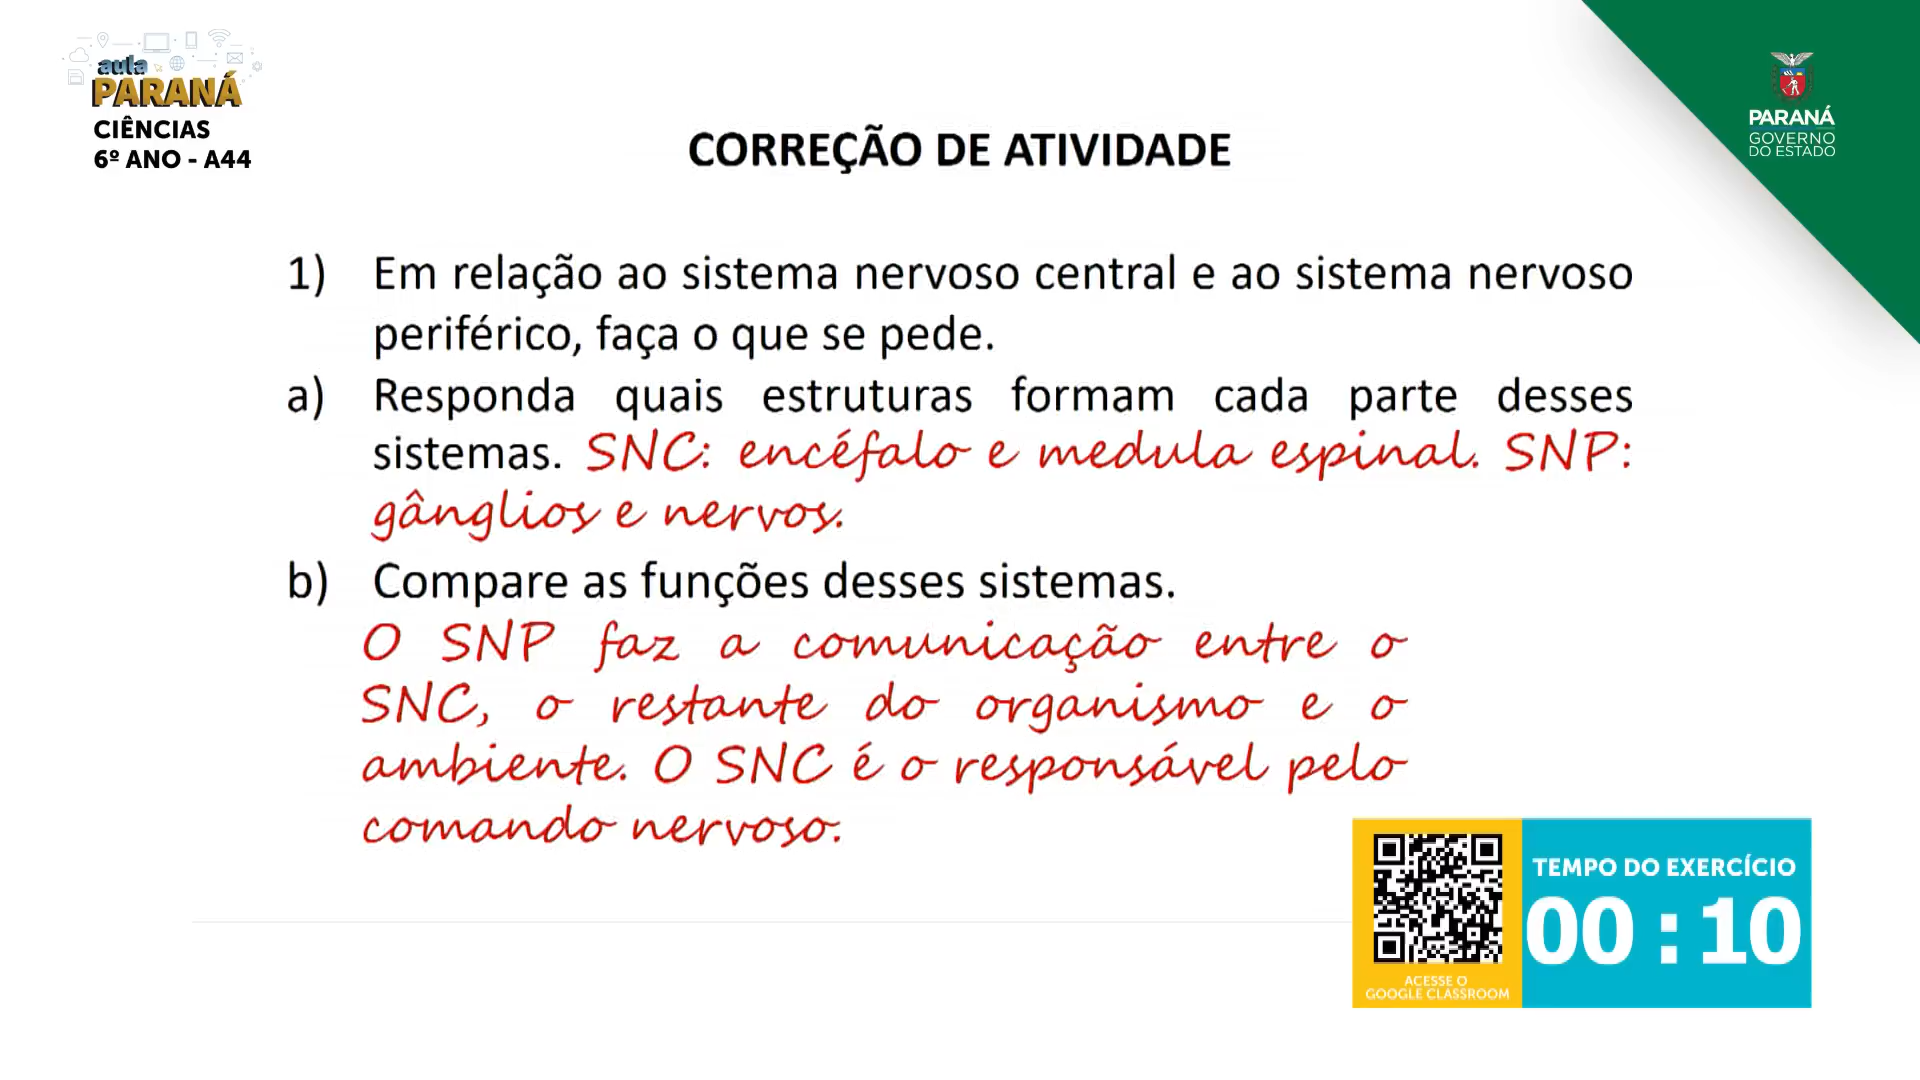 aula
PARANÁ
CIÊNCIAS
6º ANO - A44
PARANÁ
GOVERNO
DO ESTADO
CORREÇÃO DE ATIVIDADE
1) Em relação ao sistema nervoso central e ao sistema nervoso
periférico, faça o que se pede.
a) Responda quais estruturas formam cada parte desses
sistemas. SNC: encéfalo e medula espinal. SNP:
gânglios e nervos.
b) Compare as funções desses sistemas.
O SNP faz a comunicação entre o
SNC, o restante do organismo e o
ambiente. O SNC é o responsável pelo
comando nervoso.
ACESSE O
GOOGLE CLASSROOM
TEMPO DO EXERCÍCIO
00 : 10